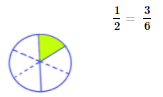 1/2 = 3/6